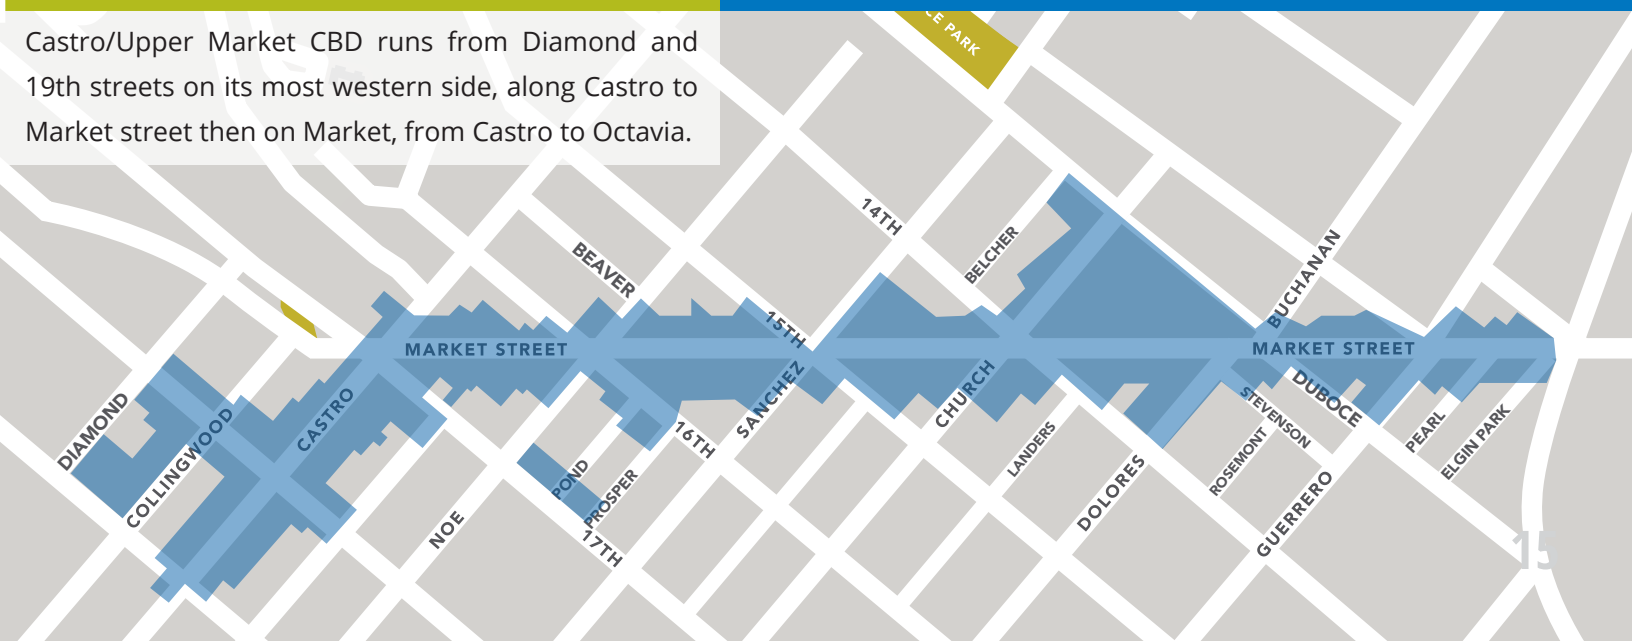 Castro/Upper Market CBD runs from Diamond and
19th streets on its most western side, along Castro to
Market street then on Market, from Castro to Octavia.
CE PARK
14TH
BELCHER
BEAVER
BUCHANAN
15TH
MARKET STREET
MARKET STREET
DIAMOND
COLLINGWOOD
CASTRO
SANCHEZ
CHURCH
STEVENSON
DUBOCE
PEARL
ELGIN PARK
16TH
LANDERS
ROSEMONT
POND
PROSPER
NOE
DOLORES
GUERRERO
17TH
15